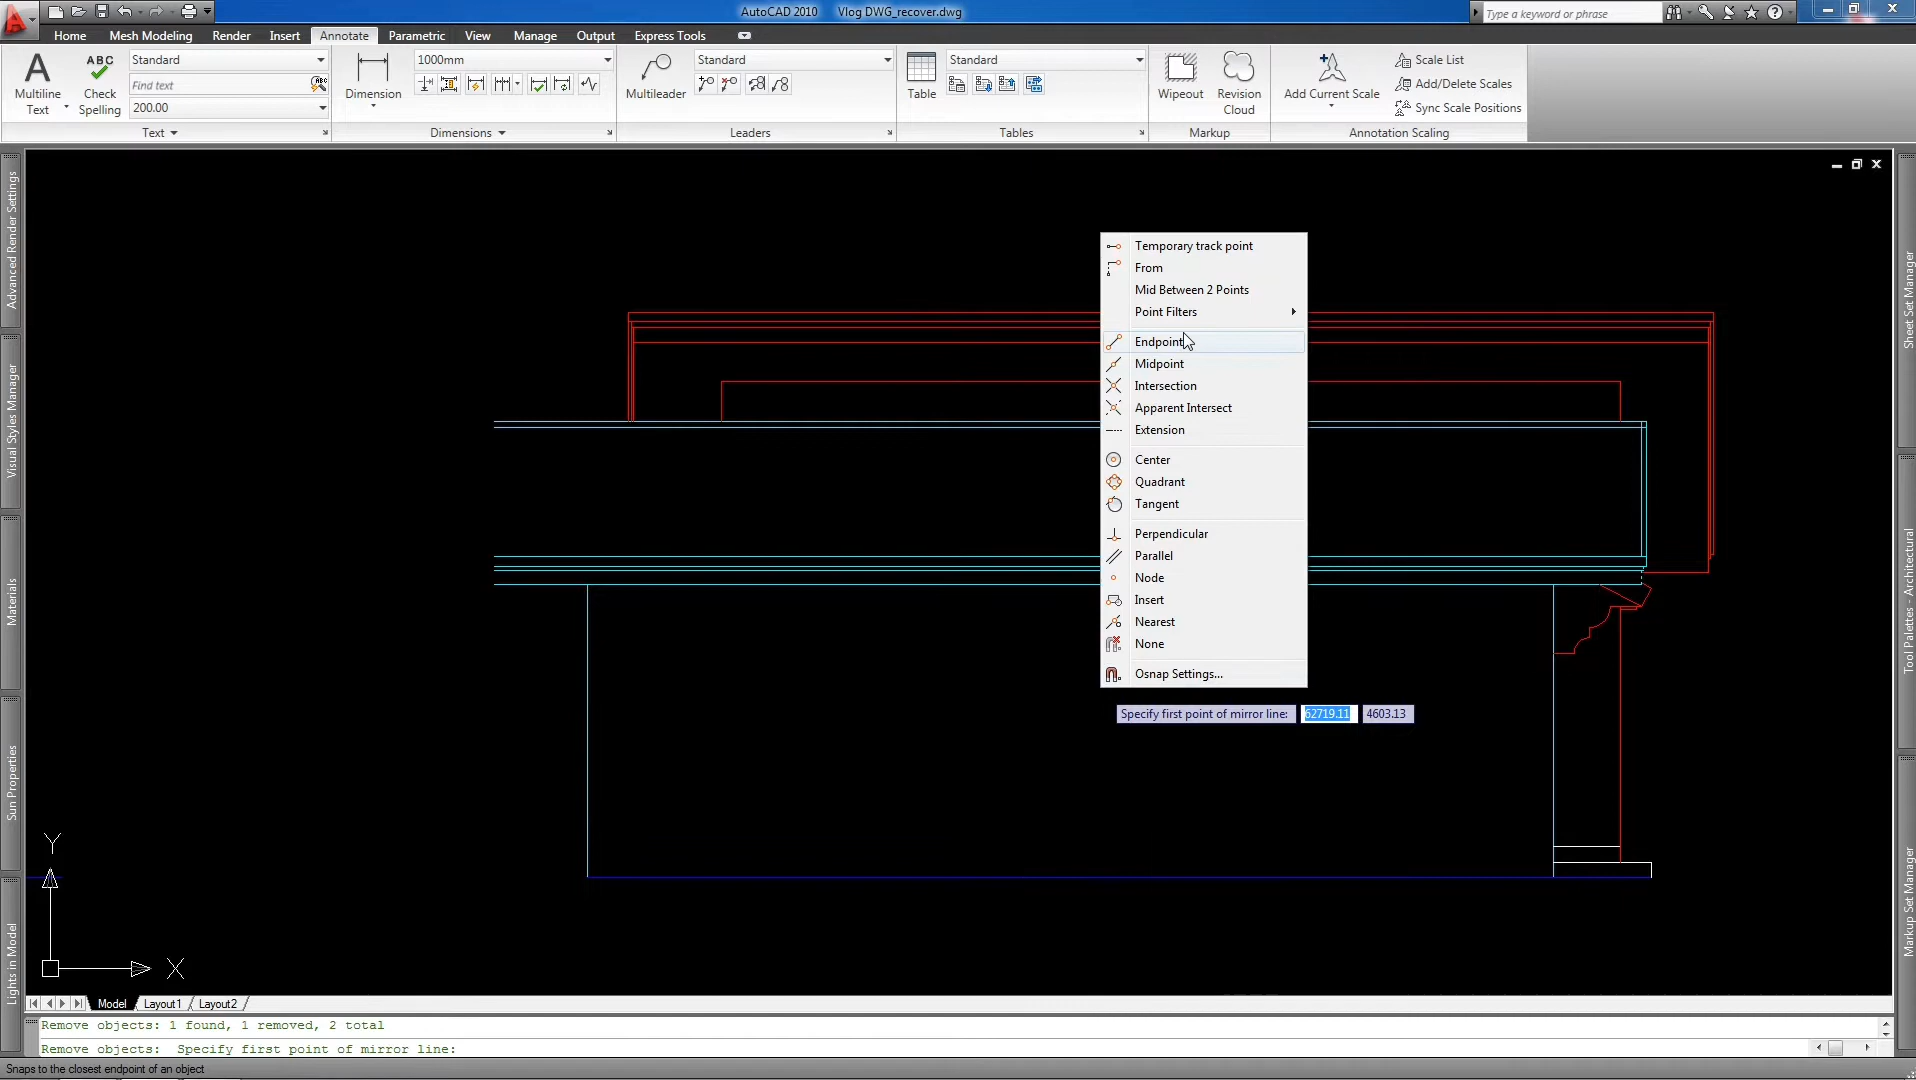 AutoCAD 2010 Vlog DWG_recover.dwg
Type a keyword or phrase
Home Mesh Modeling Render Insert Annotate Parametric View Manage Output Express Tools
A
Multiline
Text
ABC
Check
Spelling
Standard
Find text
200.00
Dimension
1000mm
Multileader
Standard
Table
Standard
Wipeout
Revision
Cloud
Add Current Scale
Scale List
Add/Delete Scales
Sync Scale Positions
Text
Dimensions
Leaders
Tables
Markup
Annotation Scaling
Advanced Render Settings
Visual Styles Manager
Materials
Sun Properties
Lights in Model
Sheet Set Manager
Tool Palettes - Architectural
Markup Set Manager
Temporary track point
From
Mid Between 2 Points
Point Filters
Endpoint
Midpoint
Intersection
Apparent Intersect
Extension
Center
Quadrant
Tangent
Perpendicular
Parallel
Node
Insert
Nearest
None
Osnap Settings...
Specify first point of mirror line: 62719.11 4603.13
Y
X
Model Layout1 Layout2
Remove objects: 1 found, 1 removed, 2 total
Remove objects: Specify first point of mirror line:
Snaps to the closest endpoint of an object